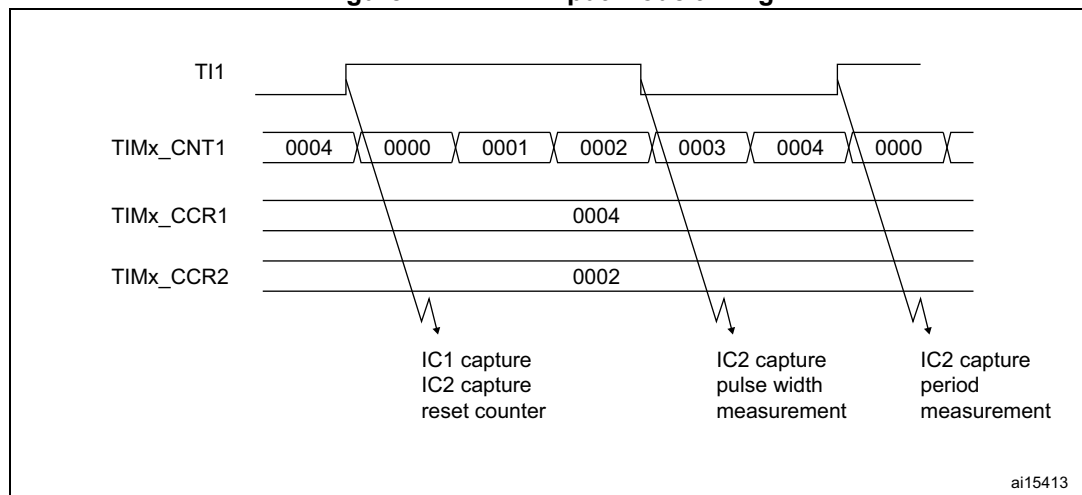 TI1
TIMx_CNT1 0004 0000 0001 0002 0003 0004 0000
TIMx_CCR1 0004
TIMx_CCR2 0002
IC1 capture
IC2 capture
reset counter
IC2 capture
pulse width
measurement
IC2 capture
period
measurement
ai15413